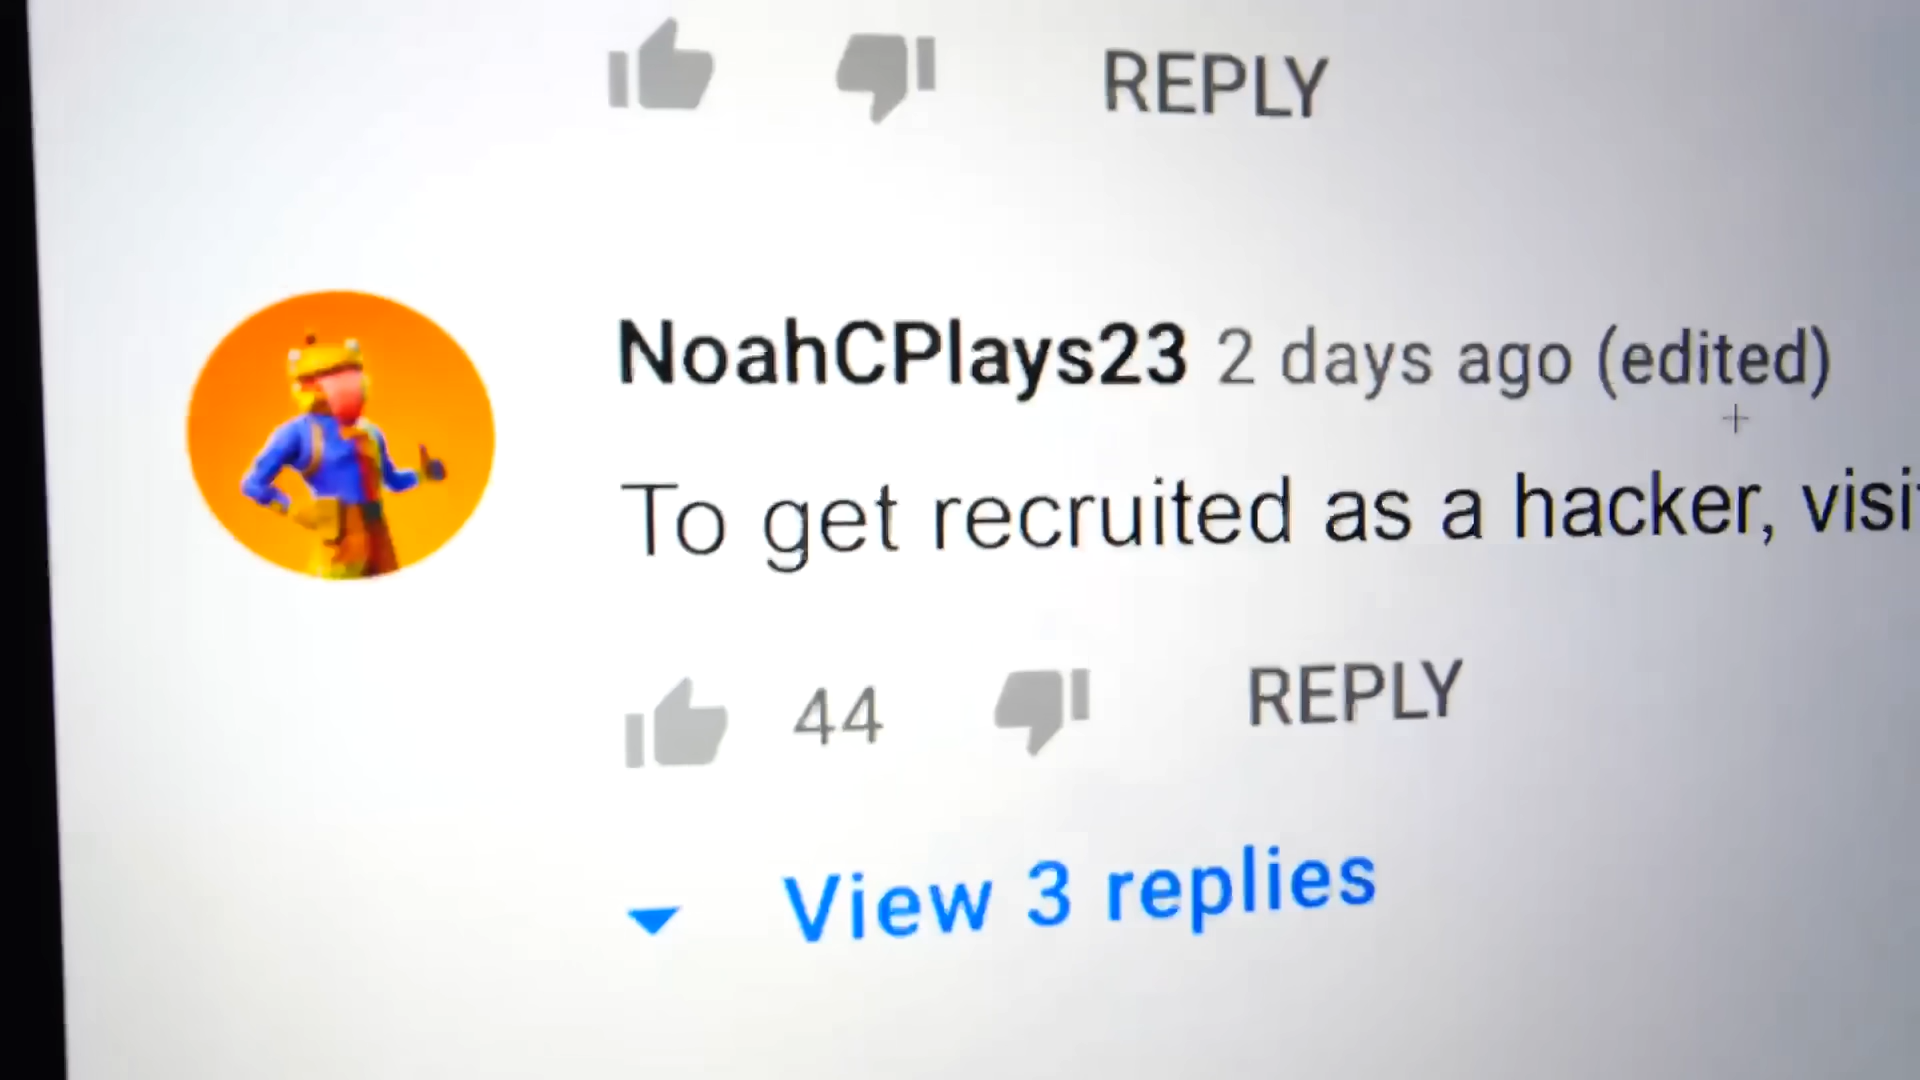 REPLY
NoahCPlays23 2 days ago (edited)
To get recruited as a hacker,
44 REPLY
View 3 replies